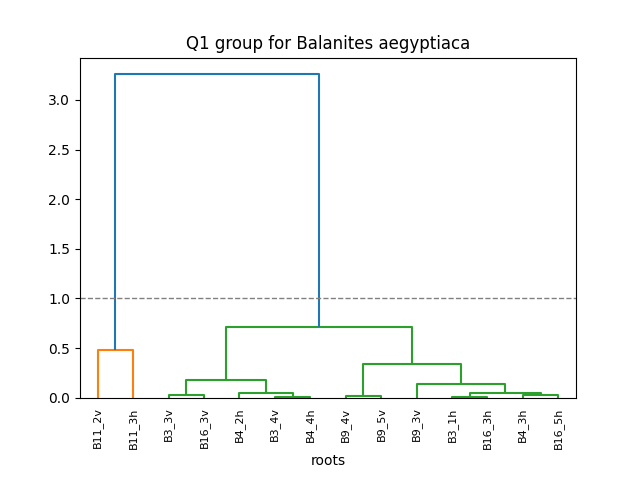 Q1 group for Balanites aegyptiaca
3.0
2.5
2.0
1.5
1.0
0.5
0.0
B11_2v
B11_3h
B3_3v
B16_3v
B4_2h
B3_4v
B4_4h
B9_4v
B9_5v
B9_3v
B3_1h
B16_3h
B4_3h
B16_5h
roots